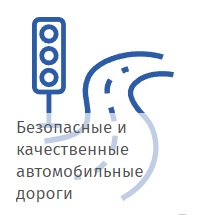 Безопасные и
качественные
автомобильные
дороги